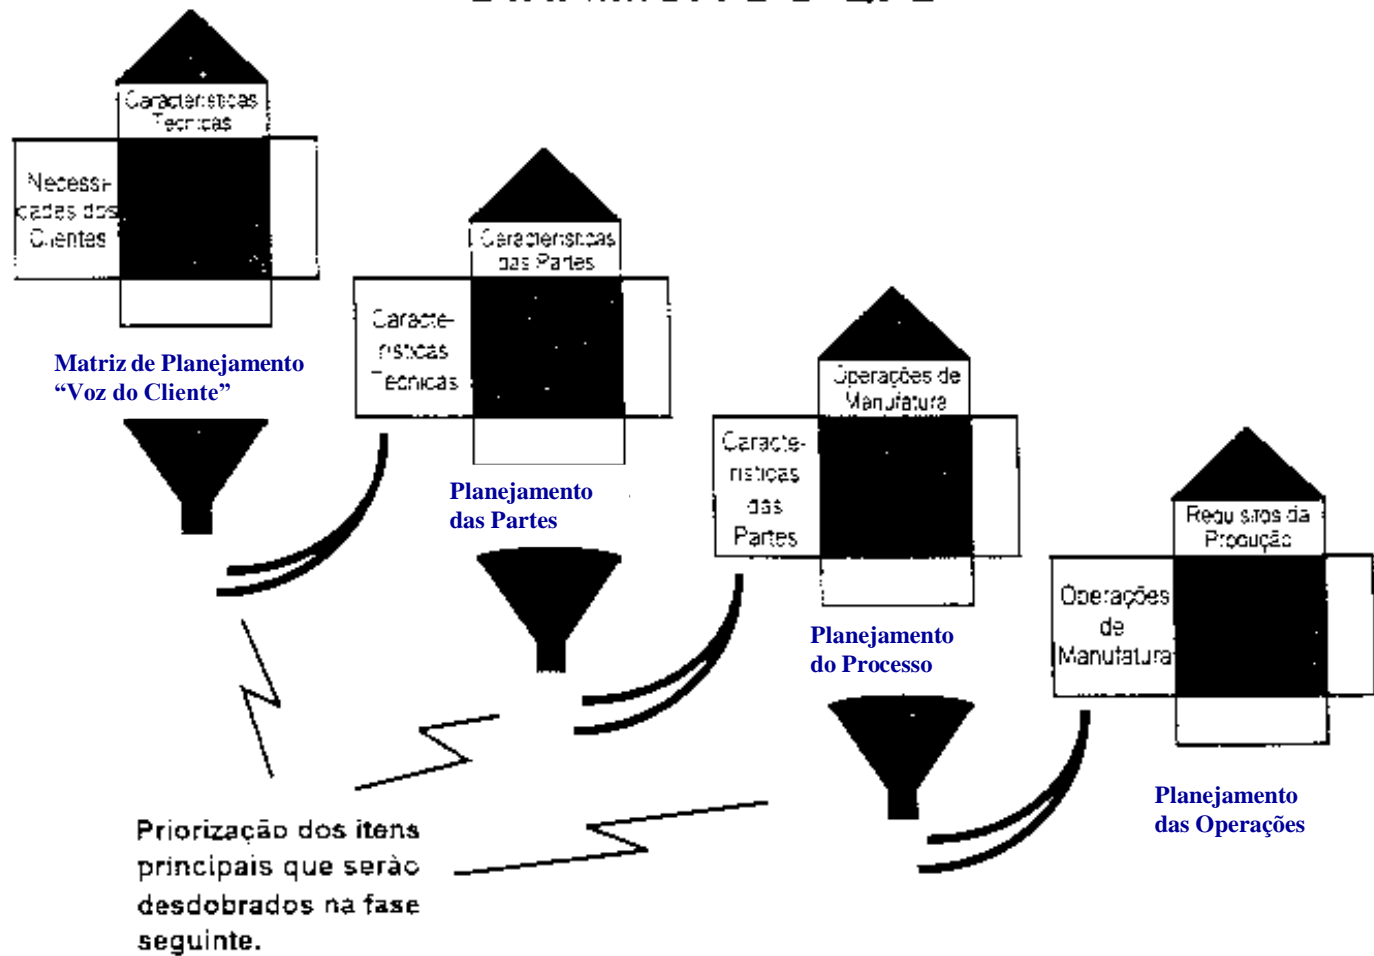 Características
Técnicas
Necessi-
dades dos
Clientes
Matriz de Planejamento
“Voz do Cliente”
Características
das Partes
Caracte-
rísticas
Técnicas
Planejamento
das Partes
Operações de
Manufatura
Caracte-
rísticas
das
Partes
Planejamento
do Processo
Requisitos da
Produção
Operações
de
Manufatura
Planejamento
das Operações
Priorização dos itens
principais que serão
desdobrados na fase
seguinte.